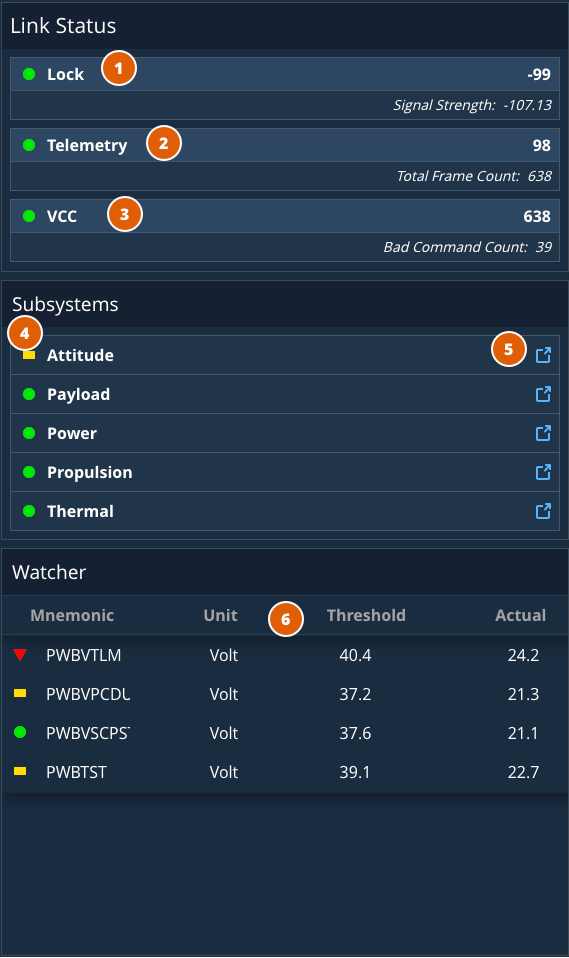 Link Status
Lock 1 -99
Signal Strength: -107.13
Telemetry 2 98
Total Frame Count: 638
VCC 3 638
Bad Command Count: 39
Subsystems
4
Attitude 5
Payload
Power
Propulsion
Thermal
Watcher
Mnemonic Unit 6 Threshold Actual
PWBVTLM Volt 40.4 24.2
PWBVPCDU Volt 37.2 21.3
PWBVSCPST Volt 37.6 21.1
PWBTST Volt 39.1 22.7